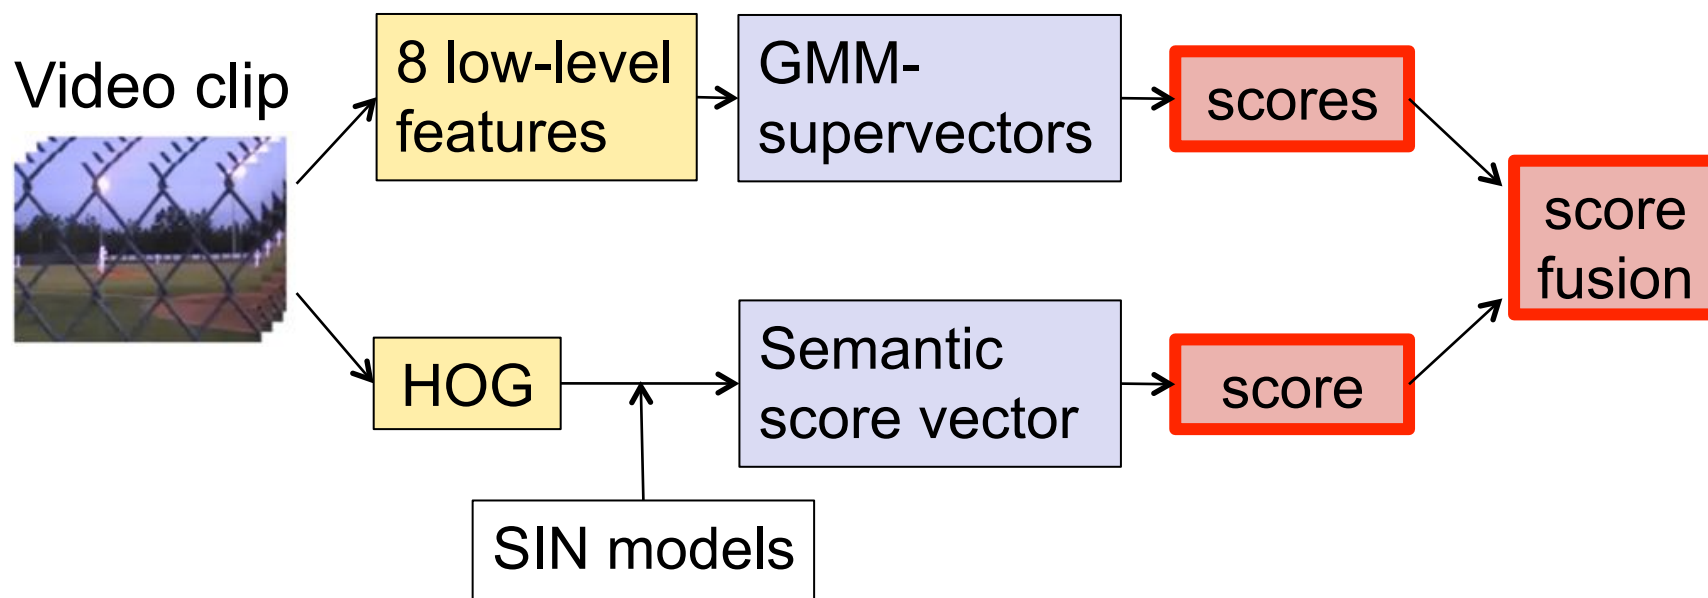 Video clip
8 low-level
features
GMM-
supervectors
scores
score
fusion
HOG
Semantic
score vector
score
SIN models